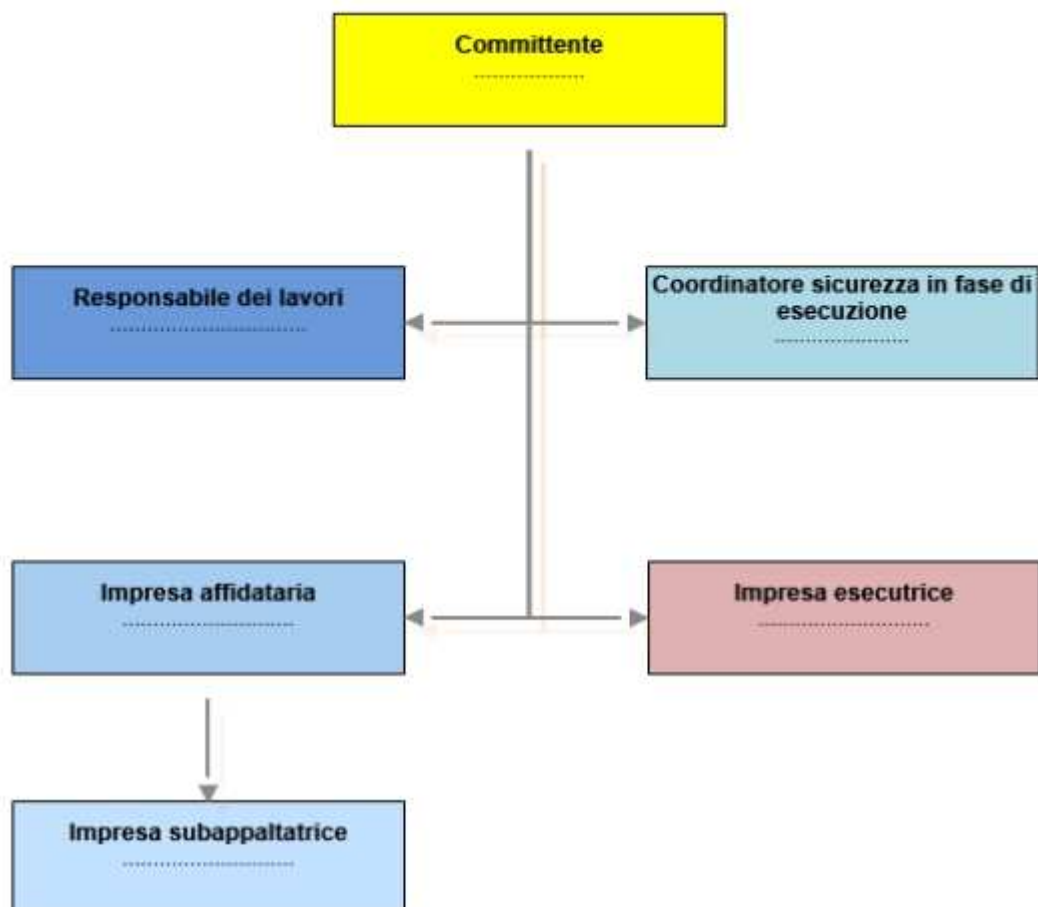 Committente
..................
Responsabile dei lavori
................................
Coordinatore sicurezza in fase di
esecuzione
......................
Impresa affidataria
............................
Impresa esecutrice
............................
Impresa subappaltatrice
............................